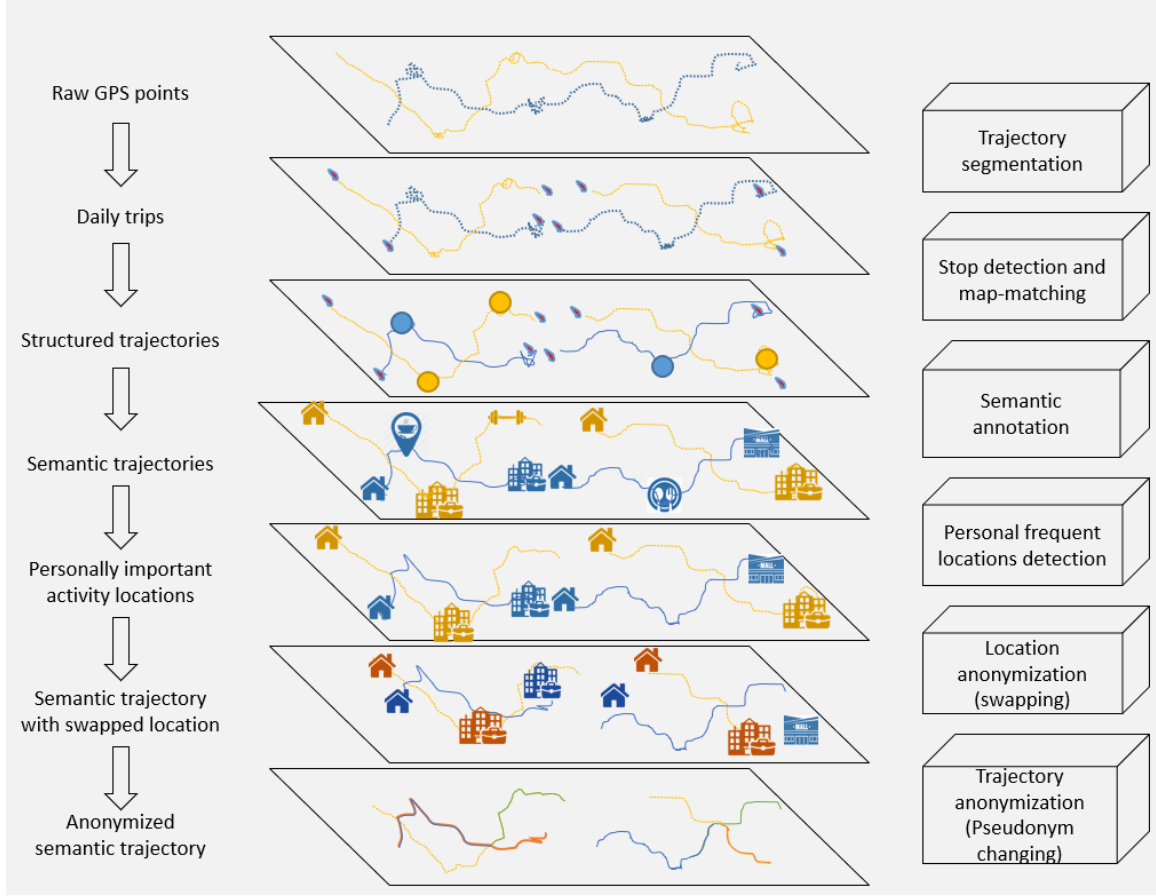 Raw GPS points
Daily trips
Structured trajectories
Semantic trajectories
Personally important
activity locations
Semantic trajectory
with swapped location
Anonymized
semantic trajectory
MALL
MALL
MALL
Trajectory
segmentation
Stop detection and
map-matching
Semantic
annotation
Personal frequent
locations detection
Location
anonymization
(swapping)
Trajectory
anonymization
(Pseudonym
changing)